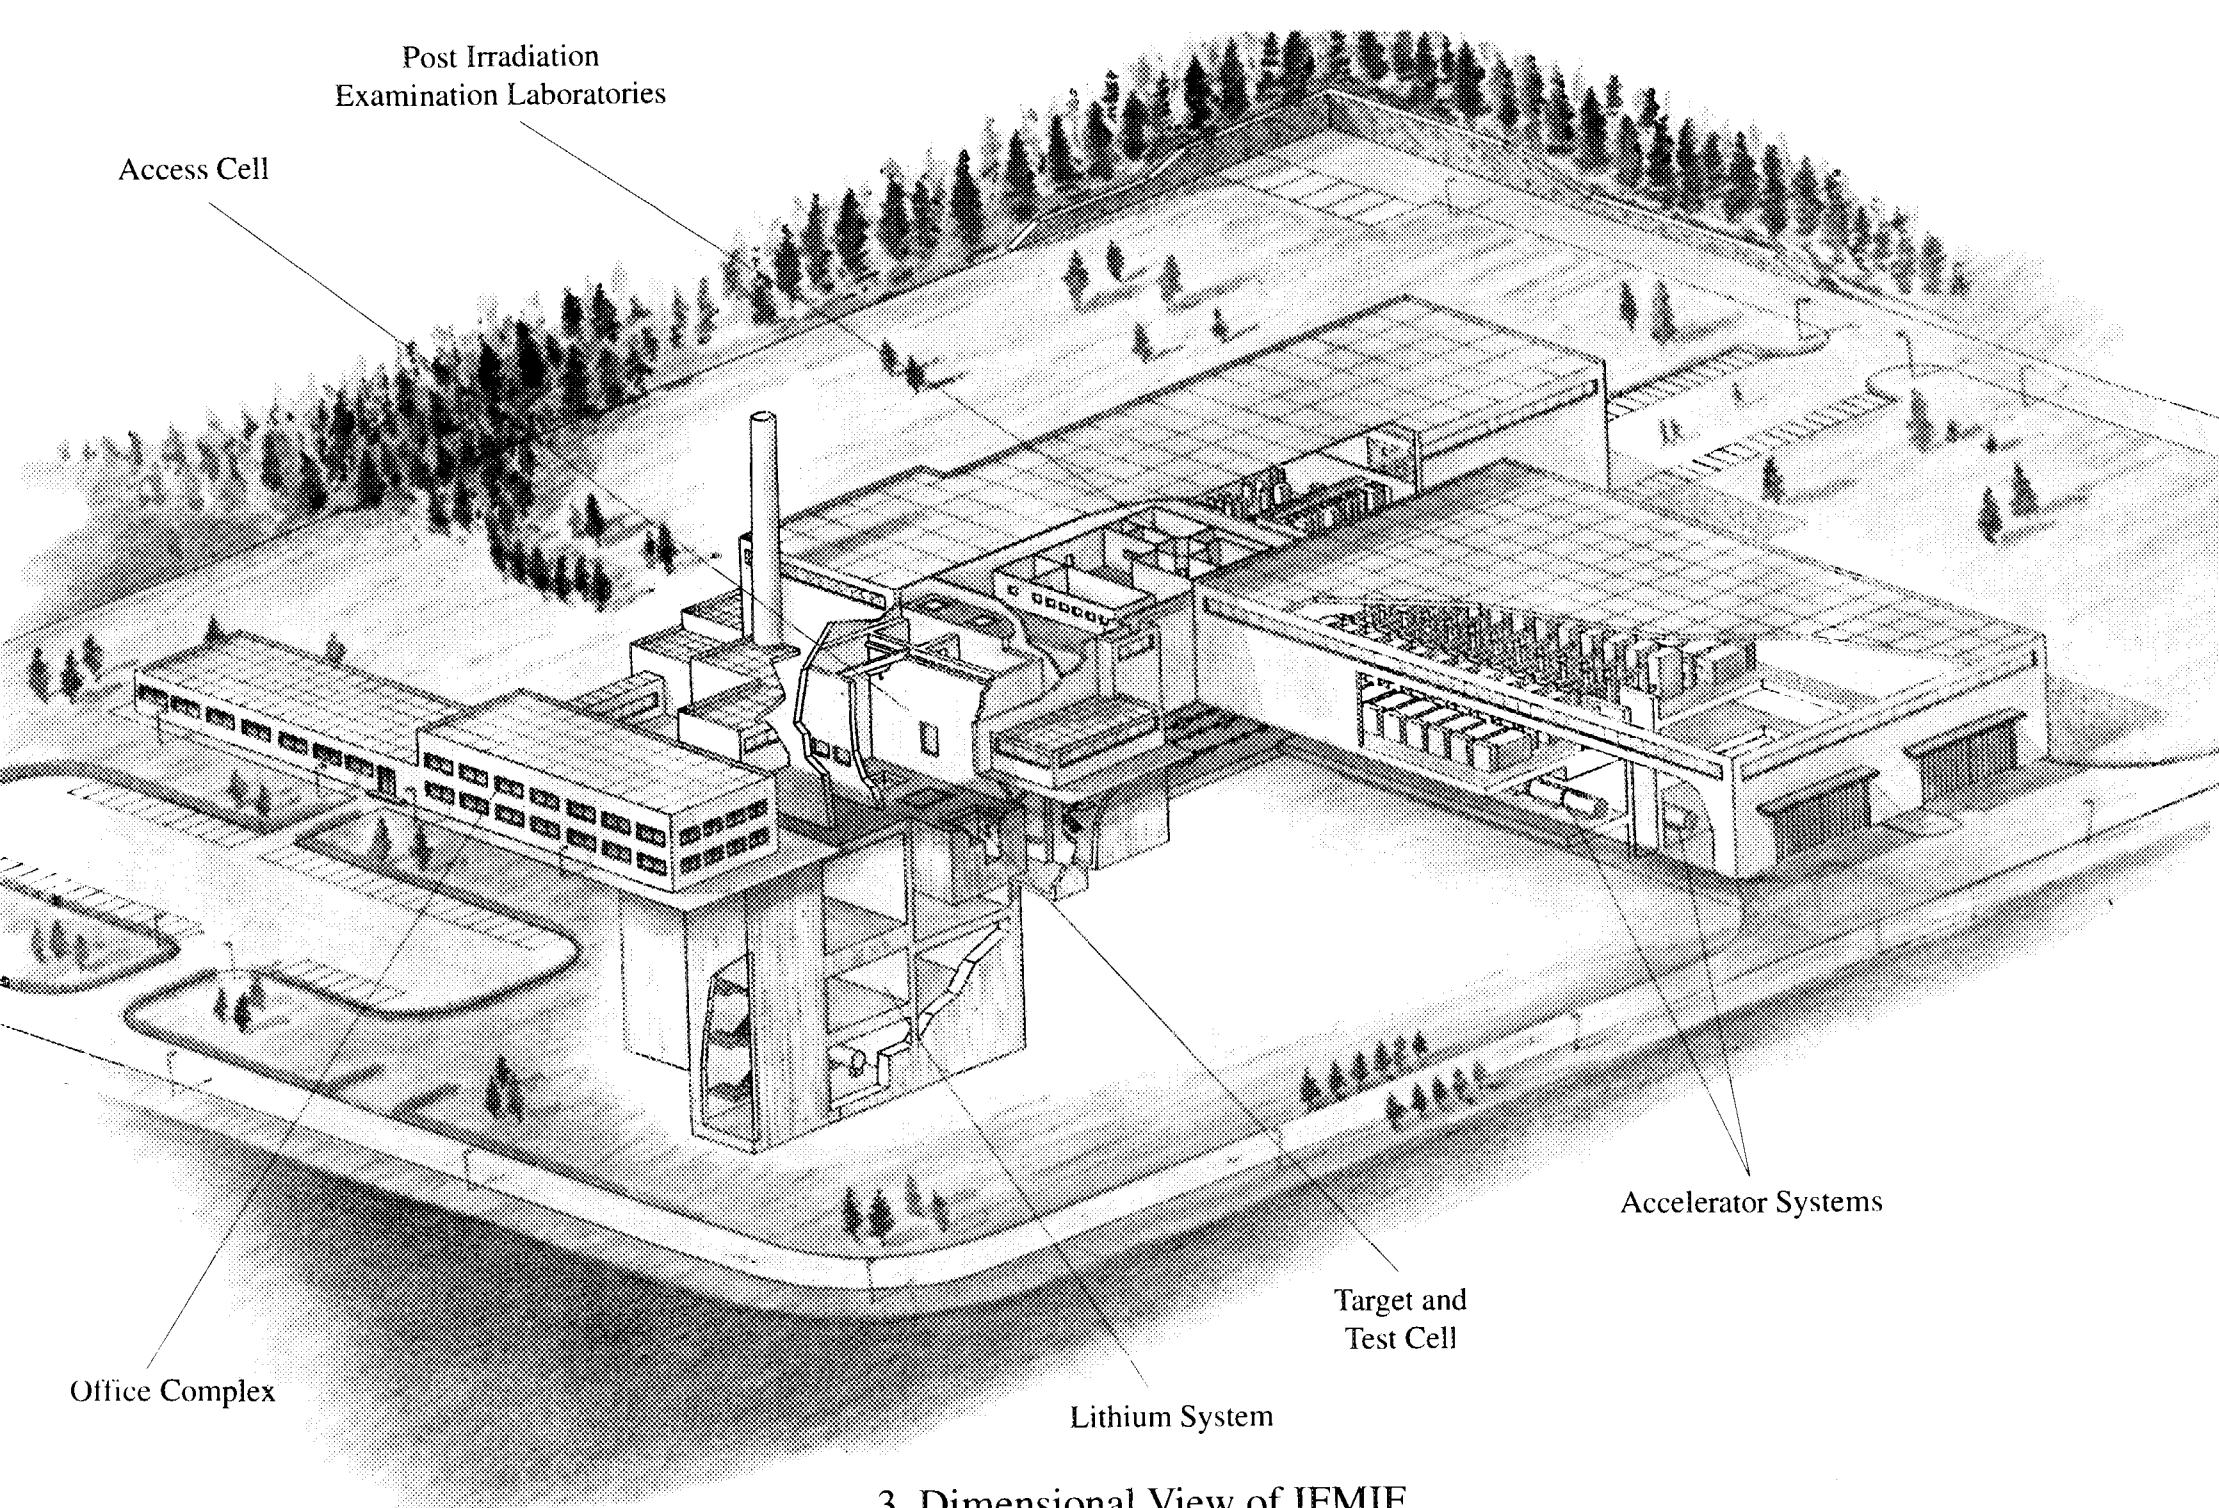 Post Irradiation
Examination Laboratories
Access Cell
Accelerator Systems
Target and
Test Cell
Office Complex
Lithium System
3 Dimensional View of IFMIF